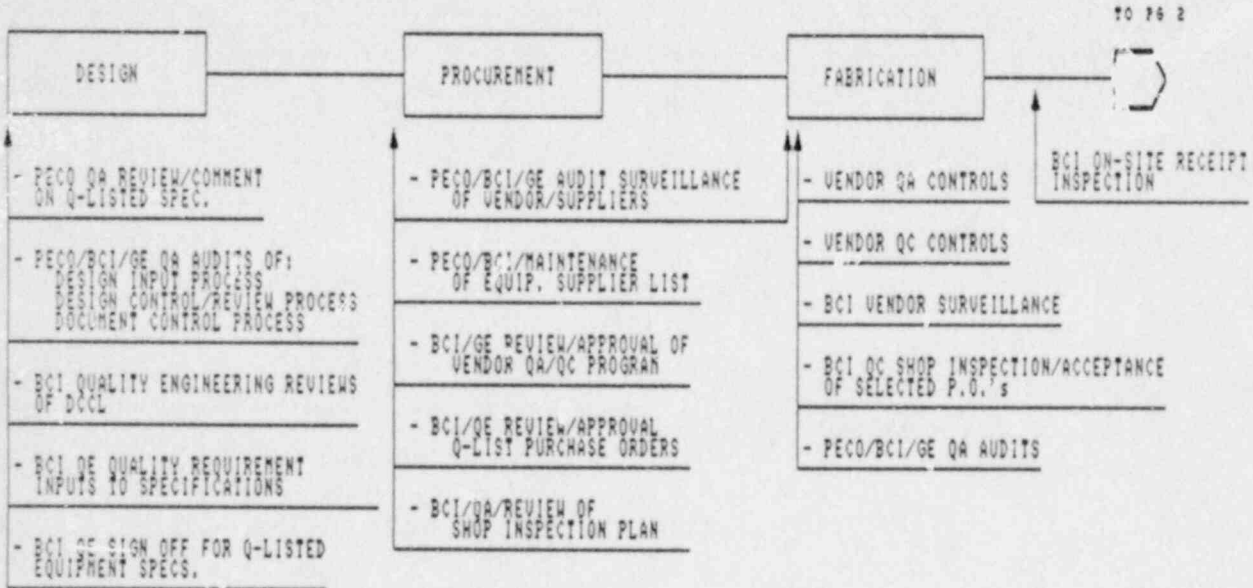 TO PG 2
DESIGN
PROCUREMENT
FABRICATION
- PECO QA REVIEW/COMMENT
ON Q-LISTED SPEC.
- PECO/BCI/GE QA AUDITS OF:
DESIGN INPUT PROCESS
DESIGN CONTROL/REVIEW PROCESS
DOCUMENT CONTROL PROCESS
- BCI QUALITY ENGINEERING REVIEWS
OF DCCL
- BCI QE QUALITY REQUIREMENT
INPUTS TO SPECIFICATIONS
- BCI QE SIGN OFF FOR Q-LISTED
EQUIPMENT SPECS.
- PECO/BCI/GE AUDIT SURVEILLANCE
OF VENDOR/SUPPLIERS
- PECO/BCI/MAINTENANCE
OF EQUIP. SUPPLIER LIST
- BCI/GE REVIEW/APPROVAL OF
VENDOR QA/QC PROGRAM
- BCI/QE REVIEW/APPROVAL
Q-LIST PURCHASE ORDERS
- BCI/QA/REVIEW OF
SHOP INSPECTION PLAN
- VENDOR QA CONTROLS
- VENDOR QC CONTROLS
- BCI VENDOR SURVEILLANCE
- BCI QC SHOP INSPECTION/ACCEPTANCE
OF SELECTED P.O.'s
- PECO/BCI/GE QA AUDITS
BCI ON-SITE RECEIPT
INSPECTION